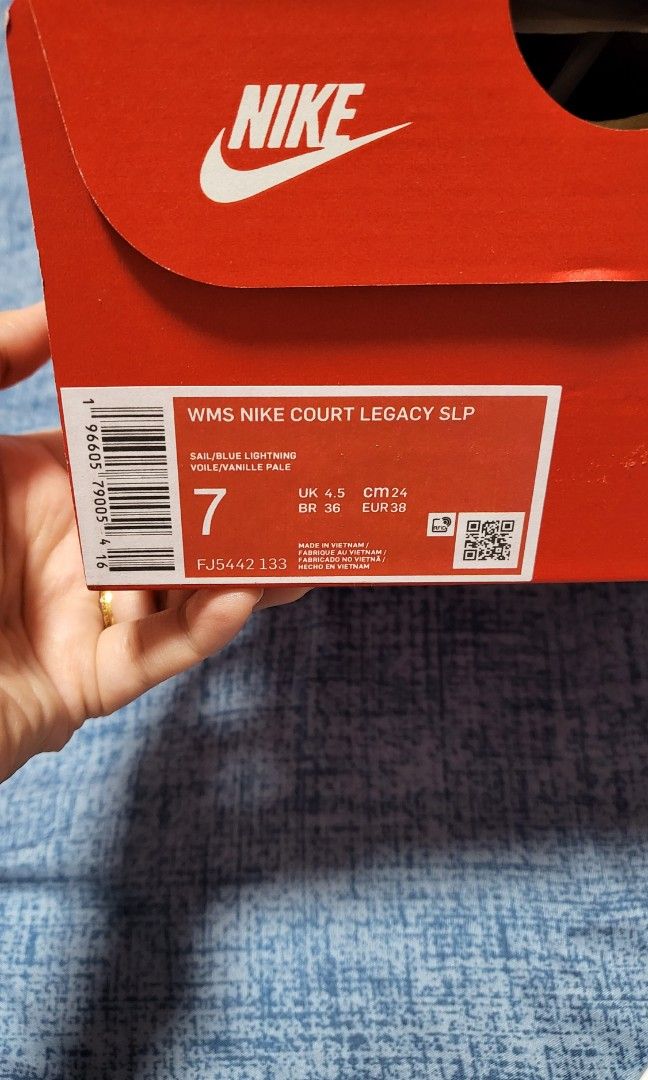 NIKE
WMS NIKE COURT LEGACY SLP
SAIL/BLUE LIGHTNING
VOILE/VANILLE PALE
7
UK 4.5 cm 24
BR 36 EUR 38
MADE IN VIETNAM /
FABRIQUE AU VIETNAM /
FABRICADO NO VIETNÃ /
HECHO EN VIETNAM
FJ5442 133
1 96605 79005 4 16